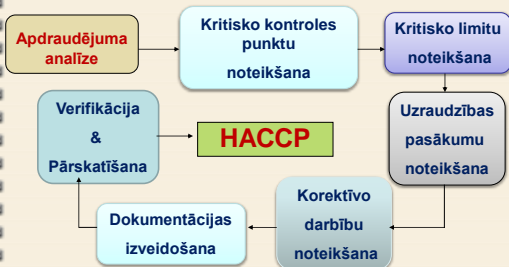 Apdraudējuma
analīze
Kritisko kontroles
punktu
noteikšana
Kritisko limitu
noteikšana
Uzraudzības
pasākumu
noteikšana
Korektīvo
darbību
noteikšana
Dokumentācijas
izveidošana
Verifikācija
&
Pārskatīšana
HACCP